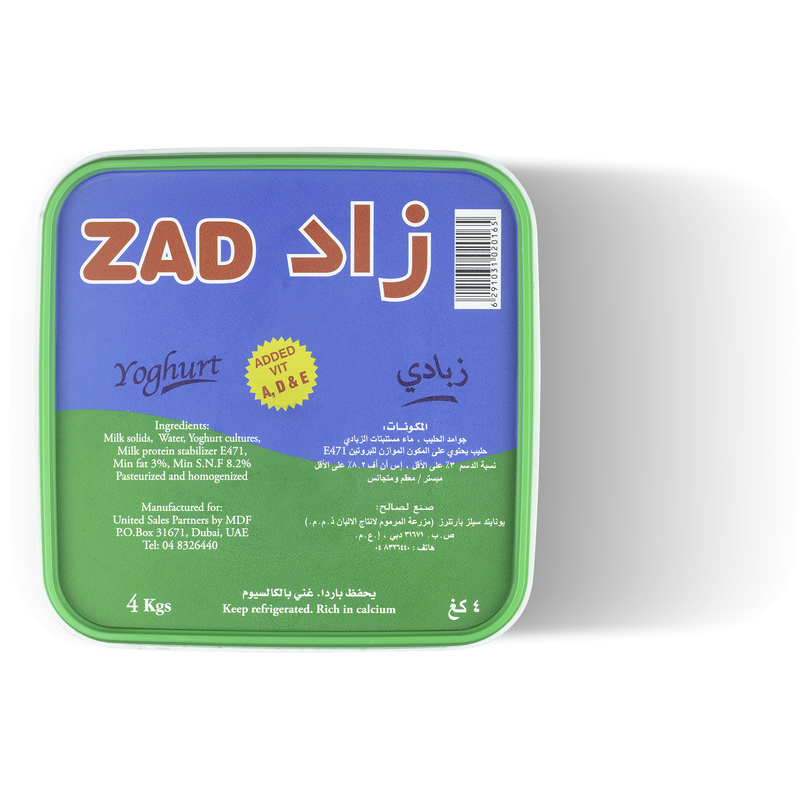 ZAD زاد
6291031020165
Yoghurt
ADDED
VIT
A, D & E
زبادي
Ingredients:
Milk solids, Water, Yoghurt cultures,
Milk protein stabilizer E471,
Min fat 3%, Min S.N.F 8.2%
Pasteurized and homogenized
المكونات:
جوامد الحليب ، ماء مستنبتات الزبادي
حليب يحتوي على المكون الموازن للبروتين E471
نسبة الدسم ٣٪ على الأقل ، إس أن أف ٨.٢٪ على الأقل
مبستر / معقم ومتجانس
Manufactured for:
United Sales Partners by MDF
P.O.Box 31671, Dubai, UAE
Tel: 04 8326440
صنع لصالح:
يونايتد سيلز بارتنرز (مزرعة المرموم لانتاج الالبان ذ.م.م.)
ص.ب. ٣١٦٧١ دبي ، إ.ع.م.
هاتف: ٨٣٢٦٤٤٠ ٠٤
4 Kgs
يحفظ باردا. غني بالكالسيوم
Keep refrigerated. Rich in calcium
٤ كغ